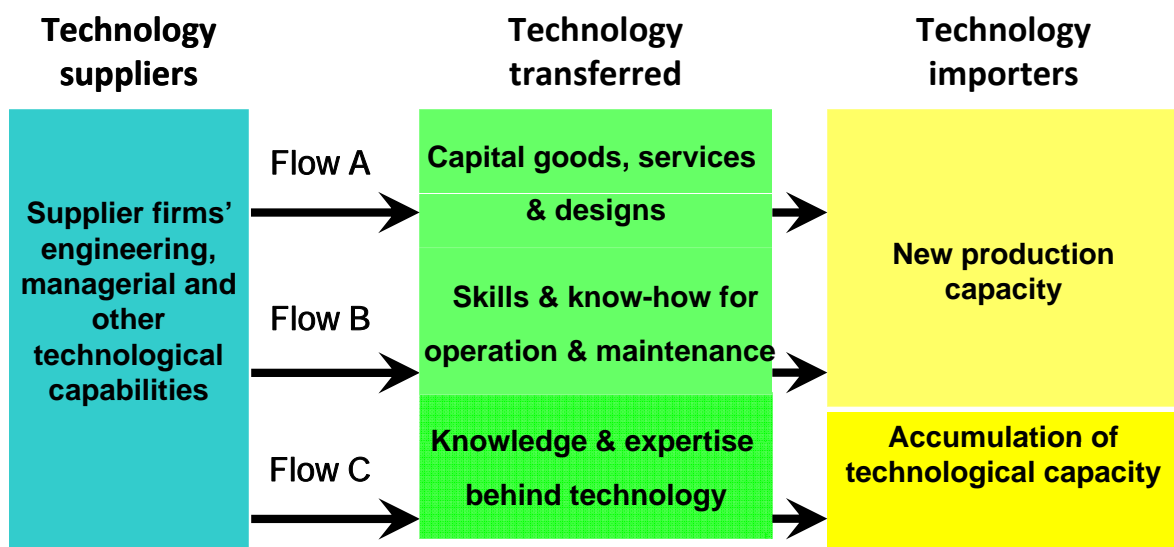 Technology
suppliers
Technology
transferred
Technology
importers
Supplier firms’
engineering,
managerial and
other
technological
capabilities
Flow A
Flow B
Flow C
Capital goods, services
& designs
Skills & know-how for
operation & maintenance
Knowledge & expertise
behind technology
New production
capacity
Accumulation of
technological capacity